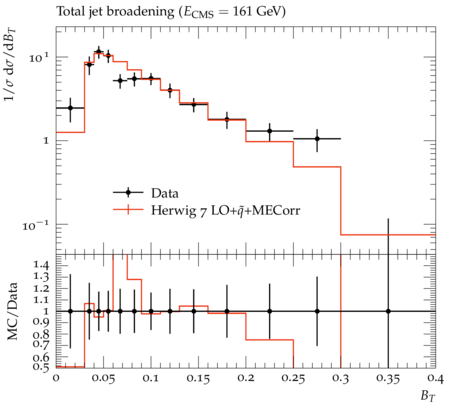 Total jet broadening (E_CMS = 161 GeV)
1/σ dσ/dB_T
10^1
1
10^−1
Data
Herwig 7 LO+q̃+MECorr
MC/Data
1.4
1.3
1.2
1.1
1
0.9
0.8
0.7
0.6
0.5
0 0.05 0.1 0.15 0.2 0.25 0.3 0.35 0.4
B_T